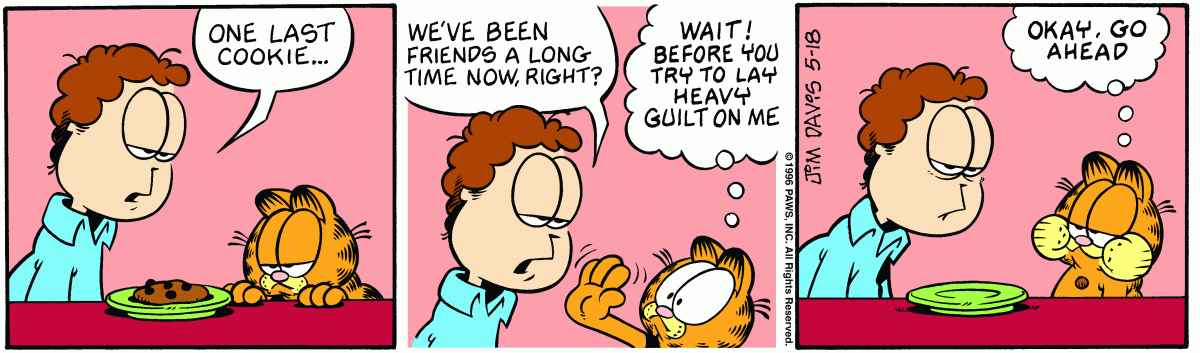 ONE LAST
COOKIE...
WE'VE BEEN
FRIENDS A LONG
TIME NOW, RIGHT?
WAIT!
BEFORE YOU
TRY TO LAY
HEAVY
GUILT ON ME
©1996 PAWS, INC. All Rights Reserved.
JIM DAVIS 5-18
OKAY, GO
AHEAD